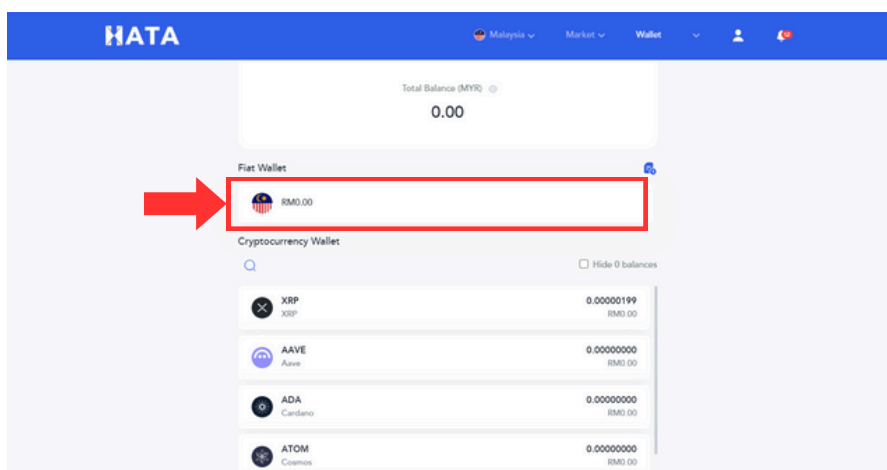 HATA Malaysia Market Wallet
Total Balance (MYR)
0.00
Fiat Wallet
RM0.00
Cryptocurrency Wallet
Hide 0 balances
XRP 0.00000199
XRP RM0.00
AAVE 0.00000000
Aave RM0.00
ADA 0.00000000
Cardano RM0.00
ATOM 0.00000000
Cosmos RM0.00